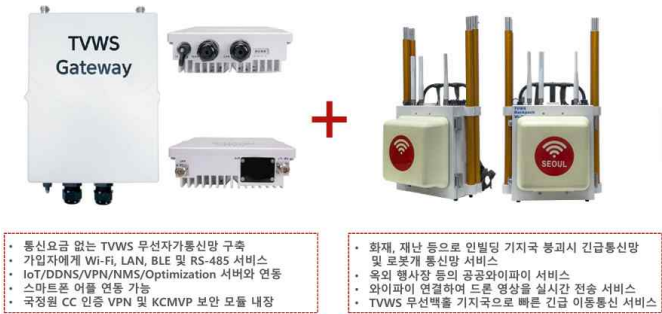 TVWS
Gateway
TVWS
Backpack
SEOUL
• 통신요금 없는 TVWS 무선자가통신망 구축
• 가입자에게 Wi-Fi, LAN, BLE 및 RS-485 서비스
• IoT/DDNS/VPN/NMS/Optimization 서버와 연동
• 스마트폰 어플 연동 가능
• 국정원 CC 인증 VPN 및 KCMVP 보안 모듈 내장
• 화재, 재난 등으로 인빌딩 기지국 붕괴시 긴급통신망
및 로봇개 통신망 서비스
• 옥외 행사장 등의 공공와이파이 서비스
• 와이파이 연결하여 드론 영상을 실시간 전송 서비스
• TVWS 무선백홀 기지국으로 빠른 긴급 이동통신 서비스